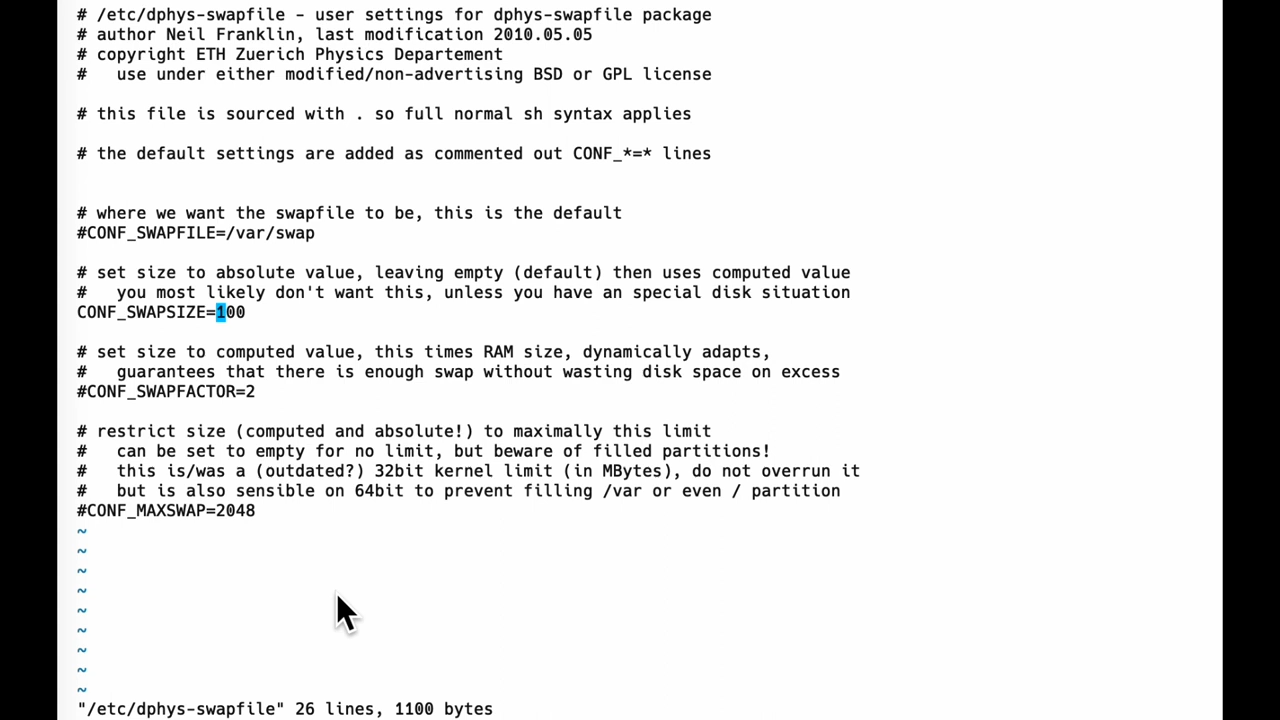 # /etc/dphys-swapfile - user settings for dphys-swapfile package
# author Neil Franklin, last modification 2010.05.05
# copyright ETH Zuerich Physics Departement
#   use under either modified/non-advertising BSD or GPL license
# this file is sourced with . so full normal sh syntax applies
# the default settings are added as commented out CONF_*=* lines
# where we want the swapfile to be, this is the default
#CONF_SWAPFILE=/var/swap
# set size to absolute value, leaving empty (default) then uses computed value
#   you most likely don't want this, unless you have an special disk situation
CONF_SWAPSIZE=100
# set size to computed value, this times RAM size, dynamically adapts,
#   guarantees that there is enough swap without wasting disk space on excess
#CONF_SWAPFACTOR=2
# restrict size (computed and absolute!) to maximally this limit
#   can be set to empty for no limit, but beware of filled partitions!
#   this is/was a (outdated?) 32bit kernel limit (in MBytes), do not overrun it
#   but is also sensible on 64bit to prevent filling /var or even / partition
#CONF_MAXSWAP=2048
~
~
~
~
~
~
~
~
~
"/etc/dphys-swapfile" 26 lines, 1100 bytes